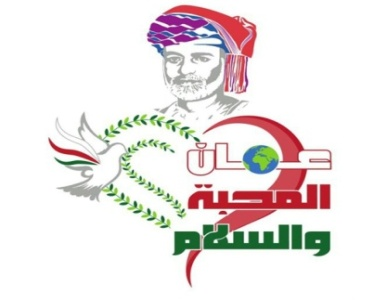 عمان
المحبة
والسلام